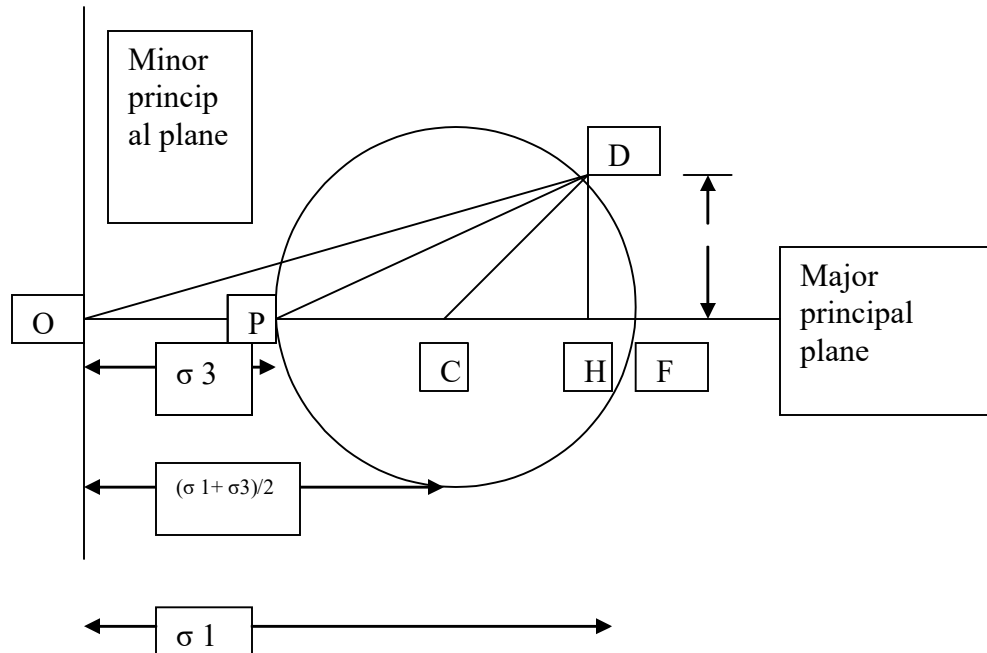 Minor
princip
al plane
D
Major
principal
plane
O
P
C
H
F
σ 3
(σ 1+ σ3)/2
σ 1